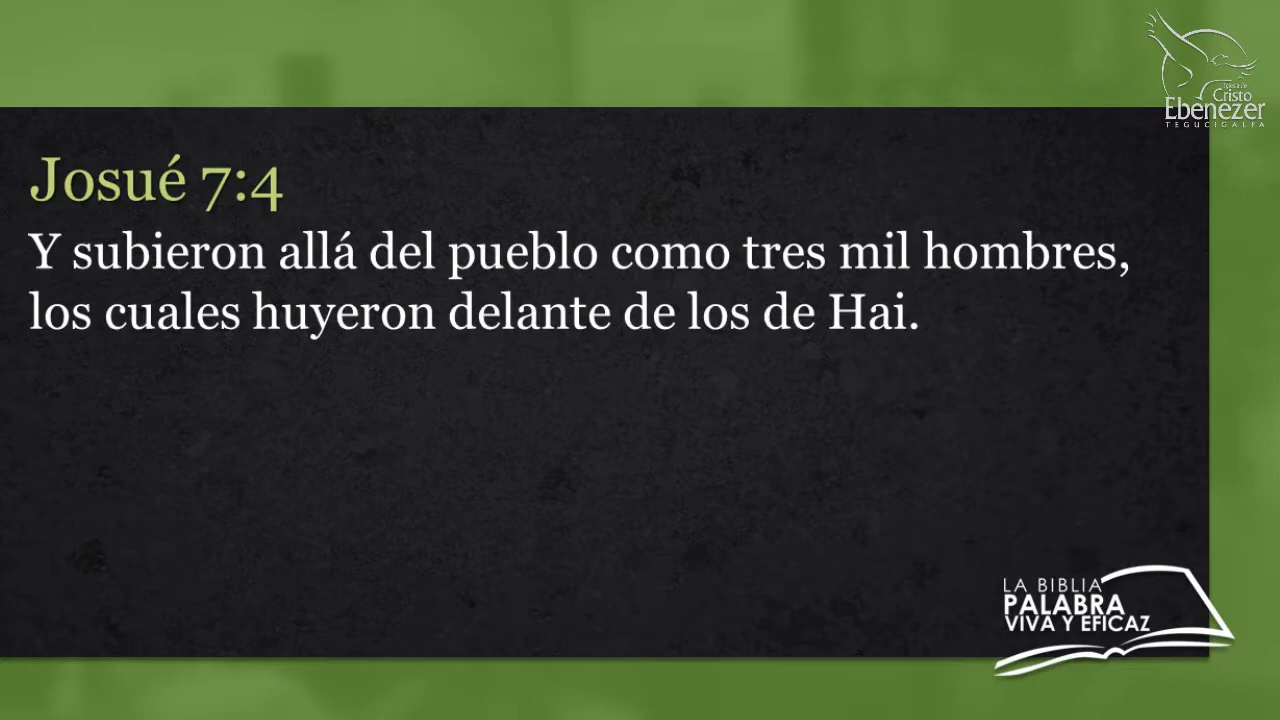 Cristo
Ebenezer
TEGUCIGALPA
Josué 7:4
Y subieron allá del pueblo como tres mil hombres,
los cuales huyeron delante de los de Hai.
LA BIBLIA
PALABRA
VIVA Y EFICAZ